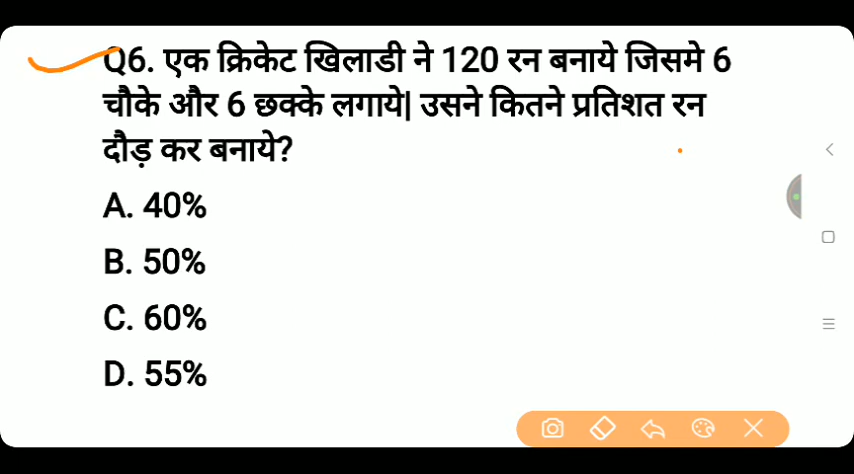 Q6. एक क्रिकेट खिलाडी ने 120 रन बनाये जिसमे 6
चौके और 6 छक्के लगाये| उसने कितने प्रतिशत रन
दौड़ कर बनाये?
A. 40%
B. 50%
C. 60%
D. 55%